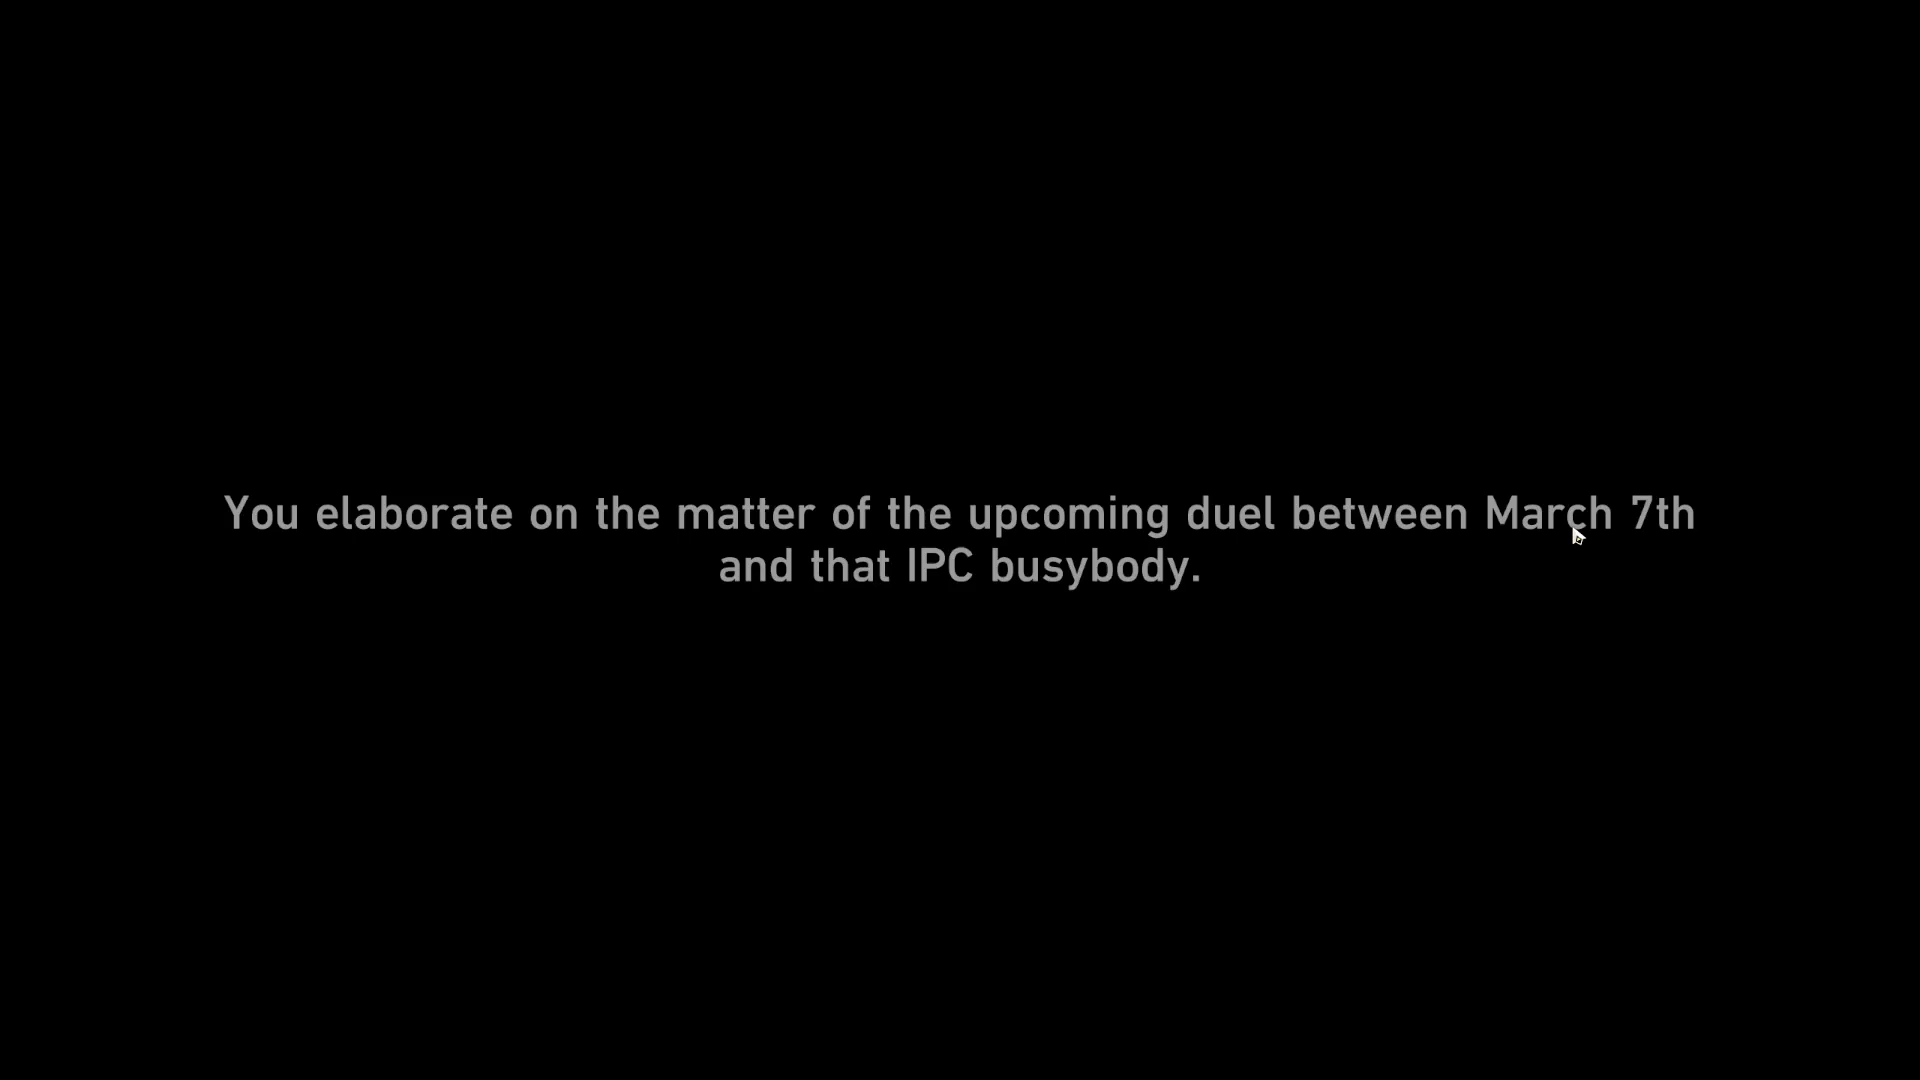 You elaborate on the matter of the upcoming duel between March 7th
and that IPC busybody.